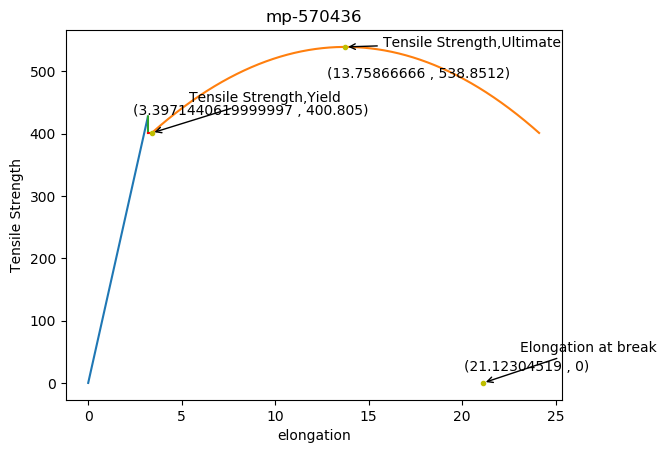 mp-570436
Tensile Strength,Ultimate
(13.75866666 , 538.8512)
Tensile Strength,Yield
(3.3971440619999997 , 400.805)
Elongation at break
(21.12304519 , 0)
Tensile Strength
500
400
300
200
100
0
0 5 10 15 20 25
elongation